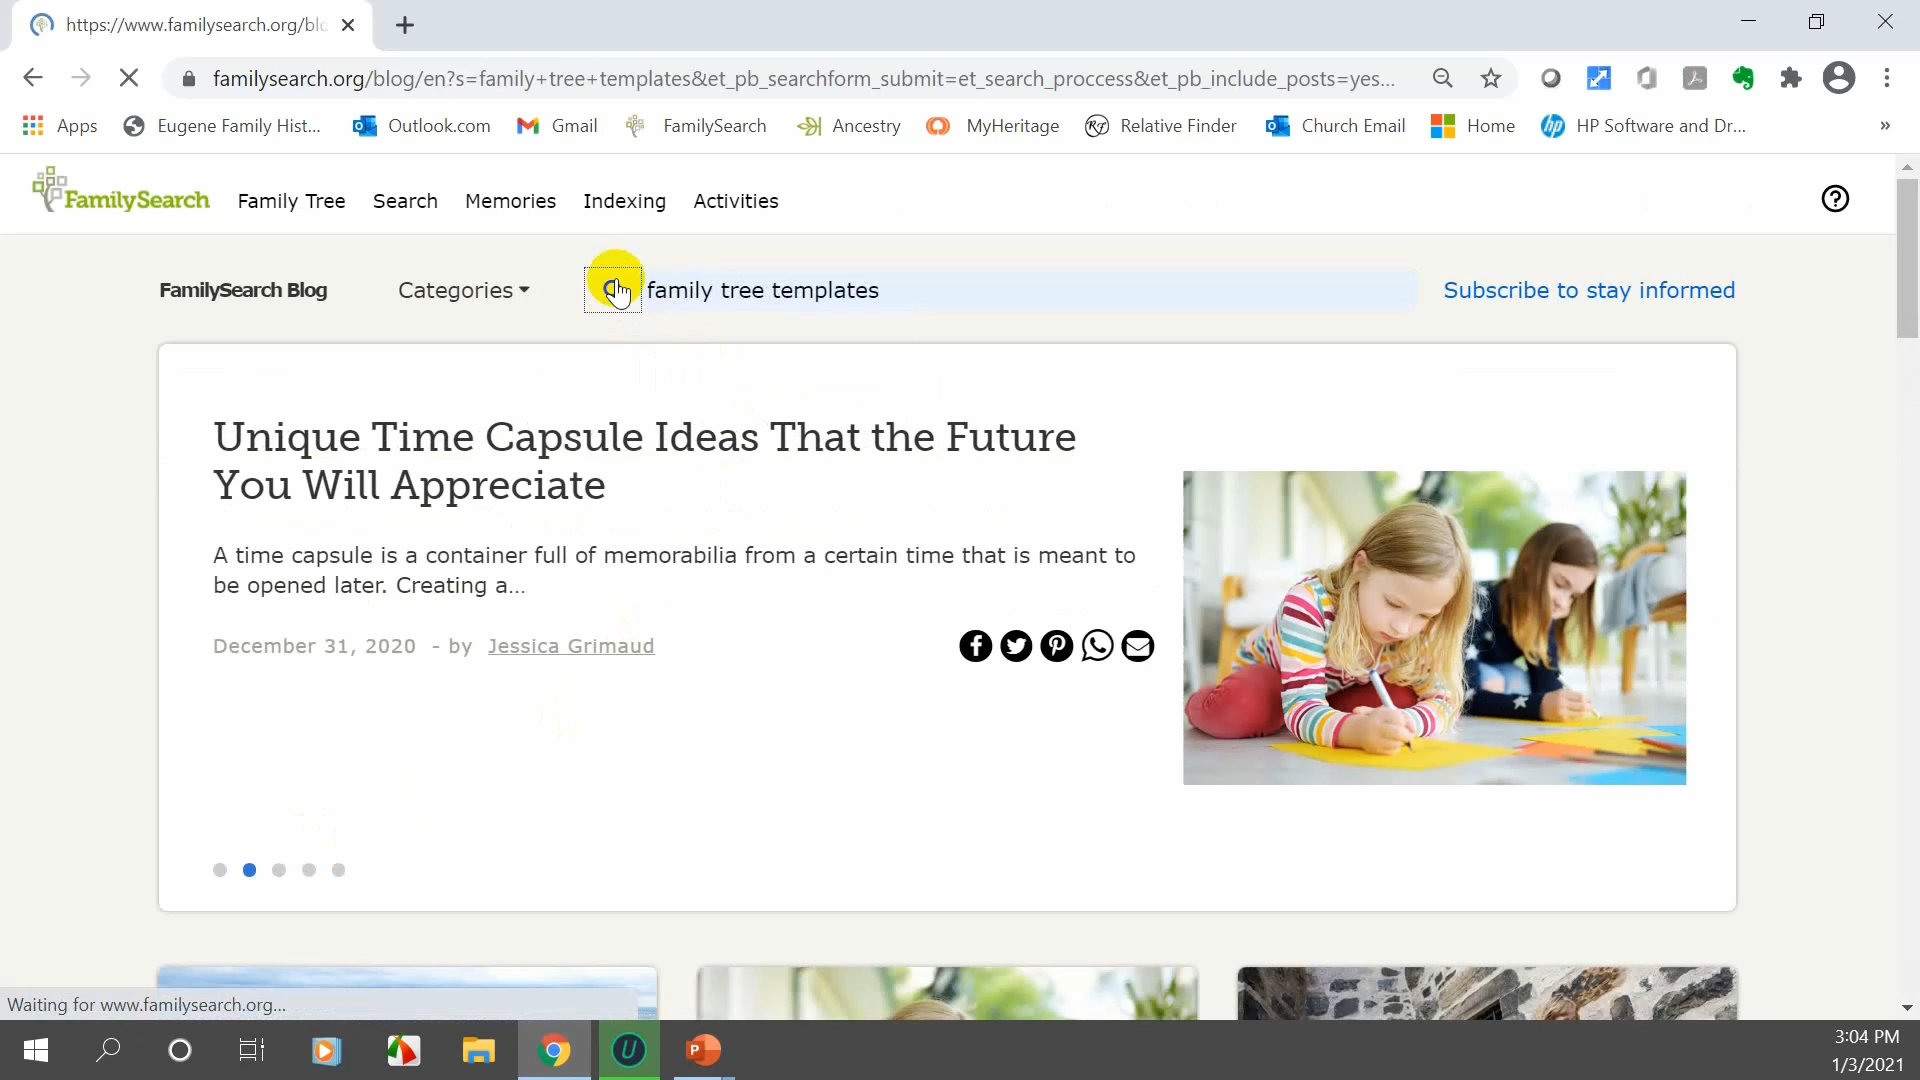 https://www.familysearch.org/blo
familysearch.org/blog/en?s=family+tree+templates&et_pb_searchform_submit=et_search_proccess&et_pb_include_posts=yes...
Apps Eugene Family Hist... Outlook.com Gmail FamilySearch Ancestry MyHeritage RF Relative Finder Church Email Home hp HP Software and Dr... »
FamilySearch Family Tree Search Memories Indexing Activities ?
FamilySearch Blog Categories family tree templates Subscribe to stay informed
Unique Time Capsule Ideas That the Future
You Will Appreciate
A time capsule is a container full of memorabilia from a certain time that is meant to
be opened later. Creating a...
December 31, 2020 - by Jessica Grimaud
Waiting for www.familysearch.org...
3:04 PM
1/3/2021